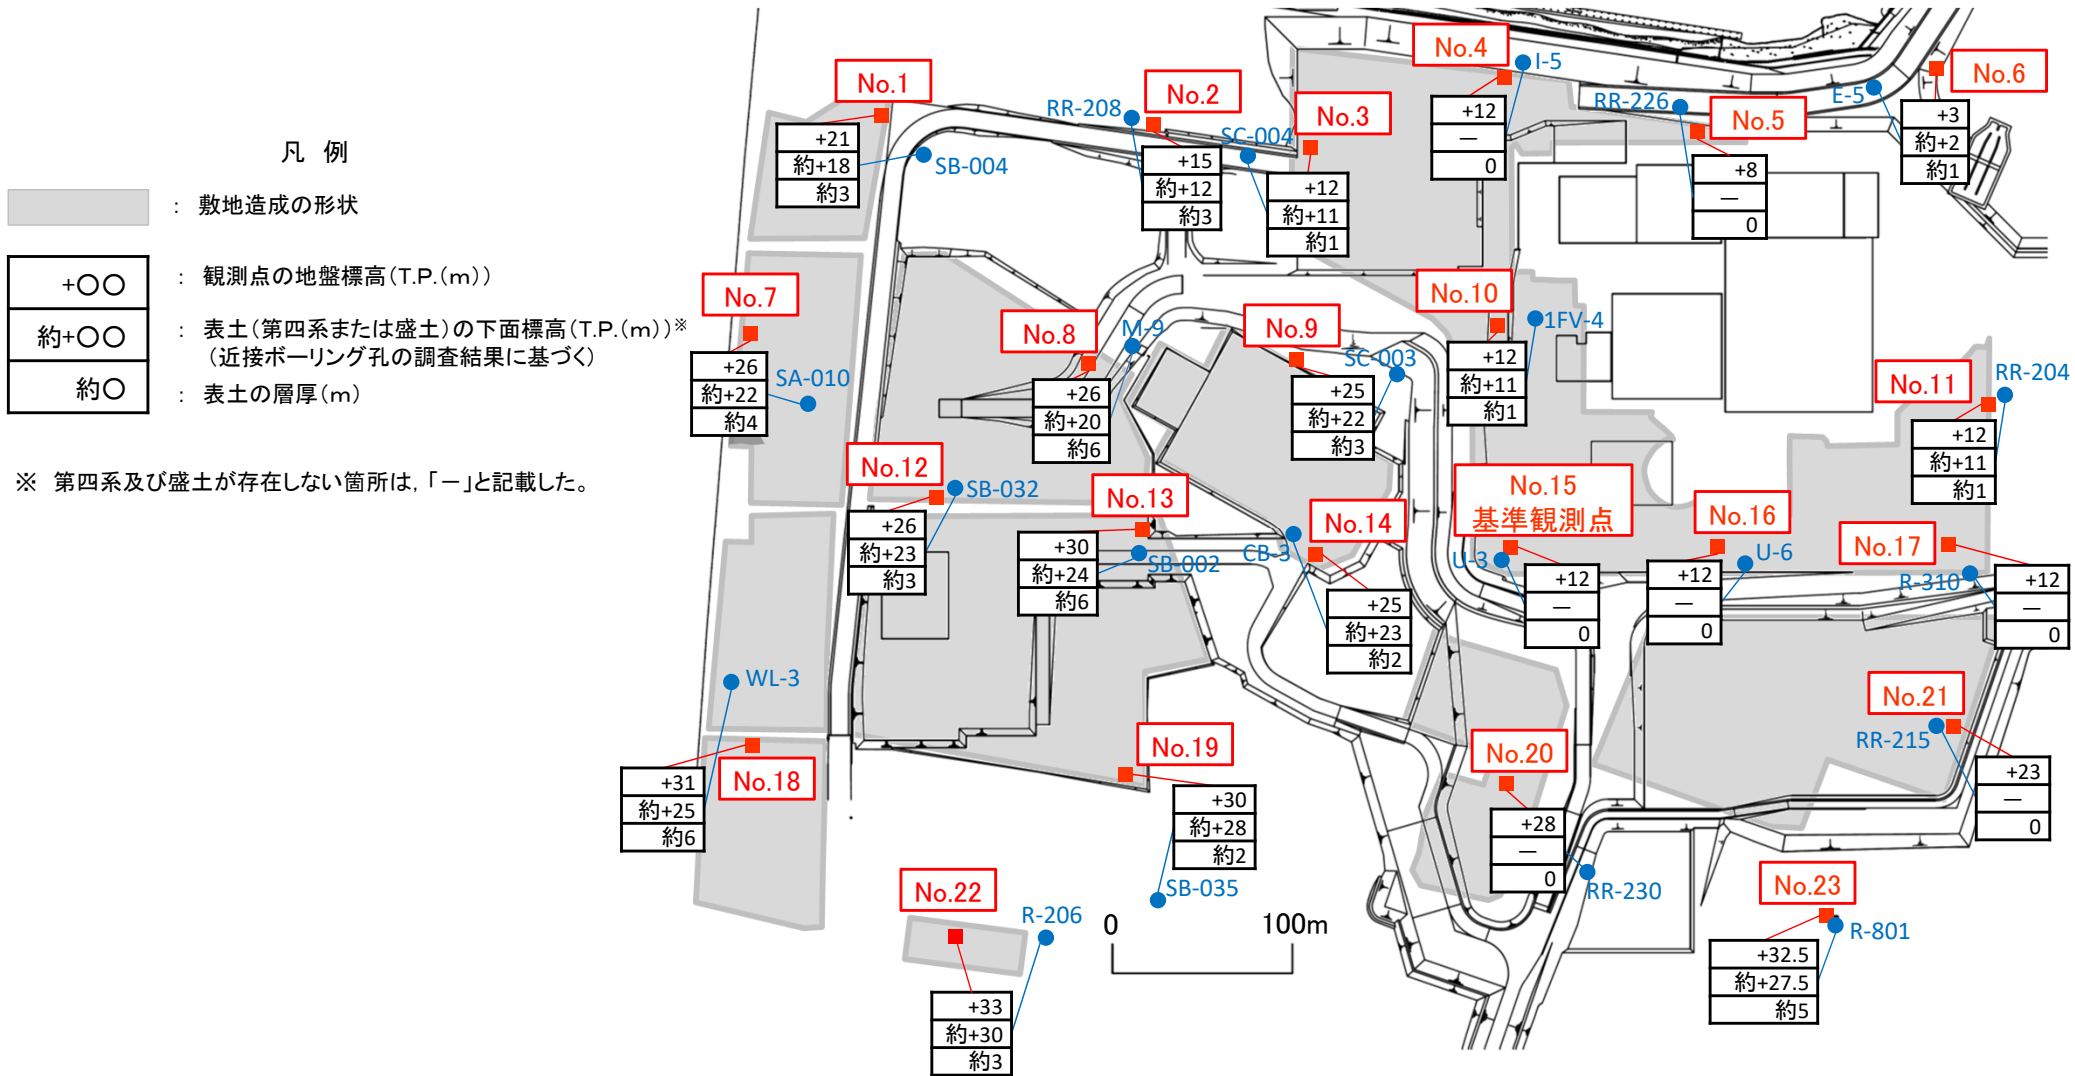 凡 例
： 敷地造成の形状
+〇〇
： 観測点の地盤標高(T.P.(m))
約+〇〇
： 表土(第四系または盛土)の下面標高(T.P.(m))※
(近接ボーリング孔の調査結果に基づく)
約〇
： 表土の層厚(m)
※ 第四系及び盛土が存在しない箇所は,「－」と記載した。
No.1
+21
約+18
約3
SB-004
RR-208
No.2
+15
約+12
約3
SC-004
No.3
+12
約+11
約1
No.4
I-5
+12
―
0
RR-226
No.5
+8
―
0
E-5
No.6
+3
約+2
約1
No.7
+26
約+22
約4
SA-010
No.8
M-9
+26
約+20
約6
No.9
SC-003
+25
約+22
約3
No.10
1FV-4
+12
約+11
約1
No.11
RR-204
+12
約+11
約1
No.12
SB-032
+26
約+23
約3
No.13
+30
約+24
約6
SB-002
CB-3
No.14
+25
約+23
約2
No.15
基準観測点
U-3
+12
―
0
No.16
U-6
+12
―
0
No.17
R-310
+12
―
0
WL-3
No.18
+31
約+25
約6
No.19
+30
約+28
約2
SB-035
No.20
+28
―
0
RR-230
No.21
RR-215
+23
―
0
No.22
R-206
+33
約+30
約3
0
100m
No.23
R-801
+32.5
約+27.5
約5